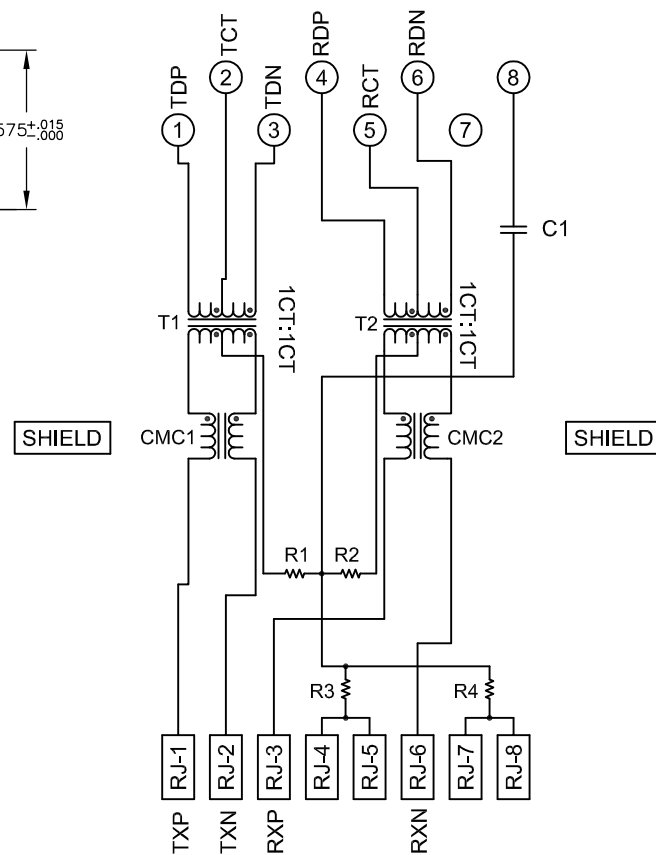 TDP
TCT
TDN
RDP
RCT
RDN
1
2
3
4
5
6
7
8
.575+.015
-.000
C1
T1
1CT:1CT
T2
1CT:1CT
SHIELD
CMC1
CMC2
SHIELD
R1
R2
R3
R4
RJ-1
RJ-2
RJ-3
RJ-4
RJ-5
RJ-6
RJ-7
RJ-8
TXP
TXN
RXP
RXN